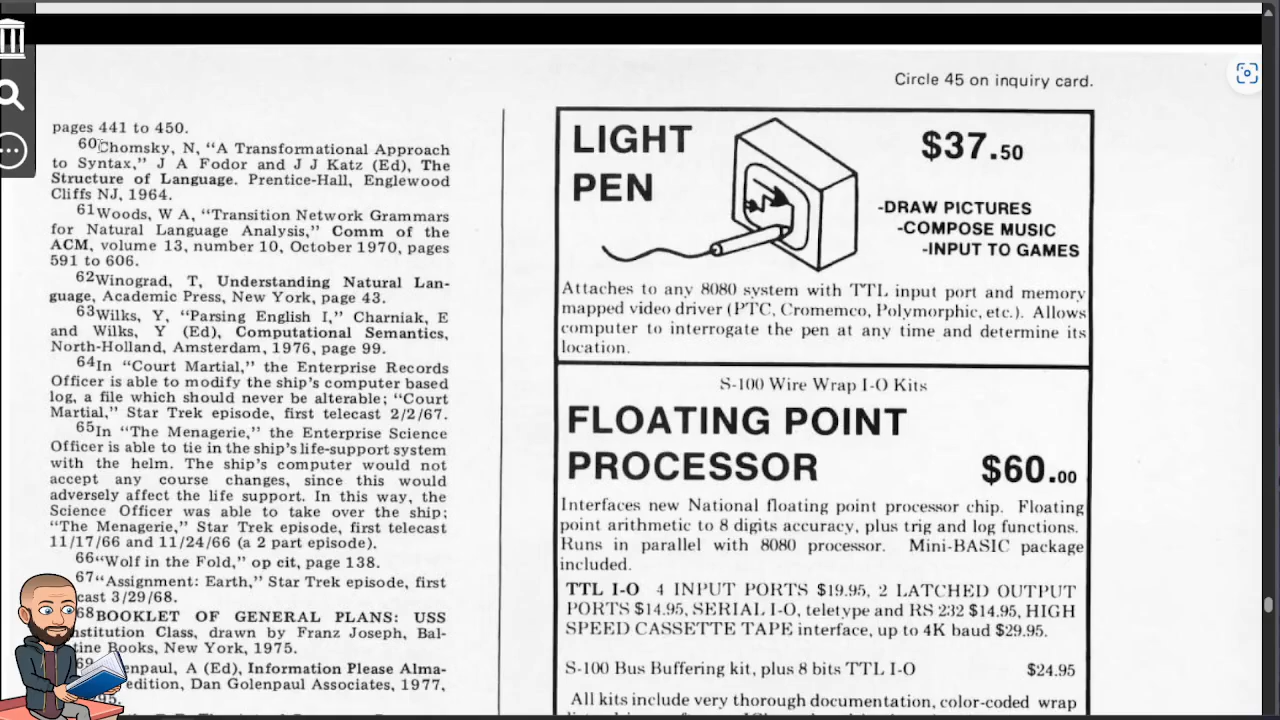 Circle 45 on inquiry card.
pages 441 to 450.
60Chomsky, N, “A Transformational Approach
to Syntax,” J A Fodor and J J Katz (Ed), The
Structure of Language. Prentice-Hall, Englewood
Cliffs NJ, 1964.
61Woods, W A, “Transition Network Grammars
for Natural Language Analysis,” Comm of the
ACM, volume 13, number 10, October 1970, pages
591 to 606.
62Winograd, T, Understanding Natural Lan-
guage, Academic Press, New York, page 43.
63Wilks, Y, “Parsing English I,” Charniak, E
and Wilks, Y (Ed), Computational Semantics,
North-Holland, Amsterdam, 1976, page 99.
64In “Court Martial,” the Enterprise Records
Officer is able to modify the ship’s computer based
log, a file which should never be alterable; “Court
Martial,” Star Trek episode, first telecast 2/2/67.
65In “The Menagerie,” the Enterprise Science
Officer is able to tie in the ship’s life-support system
with the helm. The ship’s computer would not
accept any course changes, since this would
adversely affect the life support. In this way, the
Science Officer was able to take over the ship;
“The Menagerie,” Star Trek episode, first telecast
11/17/66 and 11/24/66 (a 2 part episode).
66“Wolf in the Fold,” op cit, page 138.
67“Assignment: Earth,” Star Trek episode, first
cast 3/29/68.
68BOOKLET OF GENERAL PLANS: USS
nstitution Class, drawn by Franz Joseph, Bal-
tine Books, New York, 1975.
69 enpaul, A (Ed), Information Please Alma-
edition, Dan Golenpaul Associates, 1977,
LIGHT
PEN
$37.50
-DRAW PICTURES
-COMPOSE MUSIC
-INPUT TO GAMES
Attaches to any 8080 system with TTL input port and memory
mapped video driver (PTC, Cromemco, Polymorphic, etc.). Allows
computer to interrogate the pen at any time and determine its
location.
S-100 Wire Wrap I-O Kits
FLOATING POINT
PROCESSOR
$60.00
Interfaces new National floating point processor chip. Floating
point arithmetic to 8 digits accuracy, plus trig and log functions.
Runs in parallel with 8080 processor. Mini-BASIC package
included.
TTL I-O 4 INPUT PORTS $19.95, 2 LATCHED OUTPUT
PORTS $14.95, SERIAL I-O, teletype and RS 232 $14.95, HIGH
SPEED CASSETTE TAPE interface, up to 4K baud $29.95.
S-100 Bus Buffering kit, plus 8 bits TTL I-O $24.95
All kits include very thorough documentation, color-coded wrap